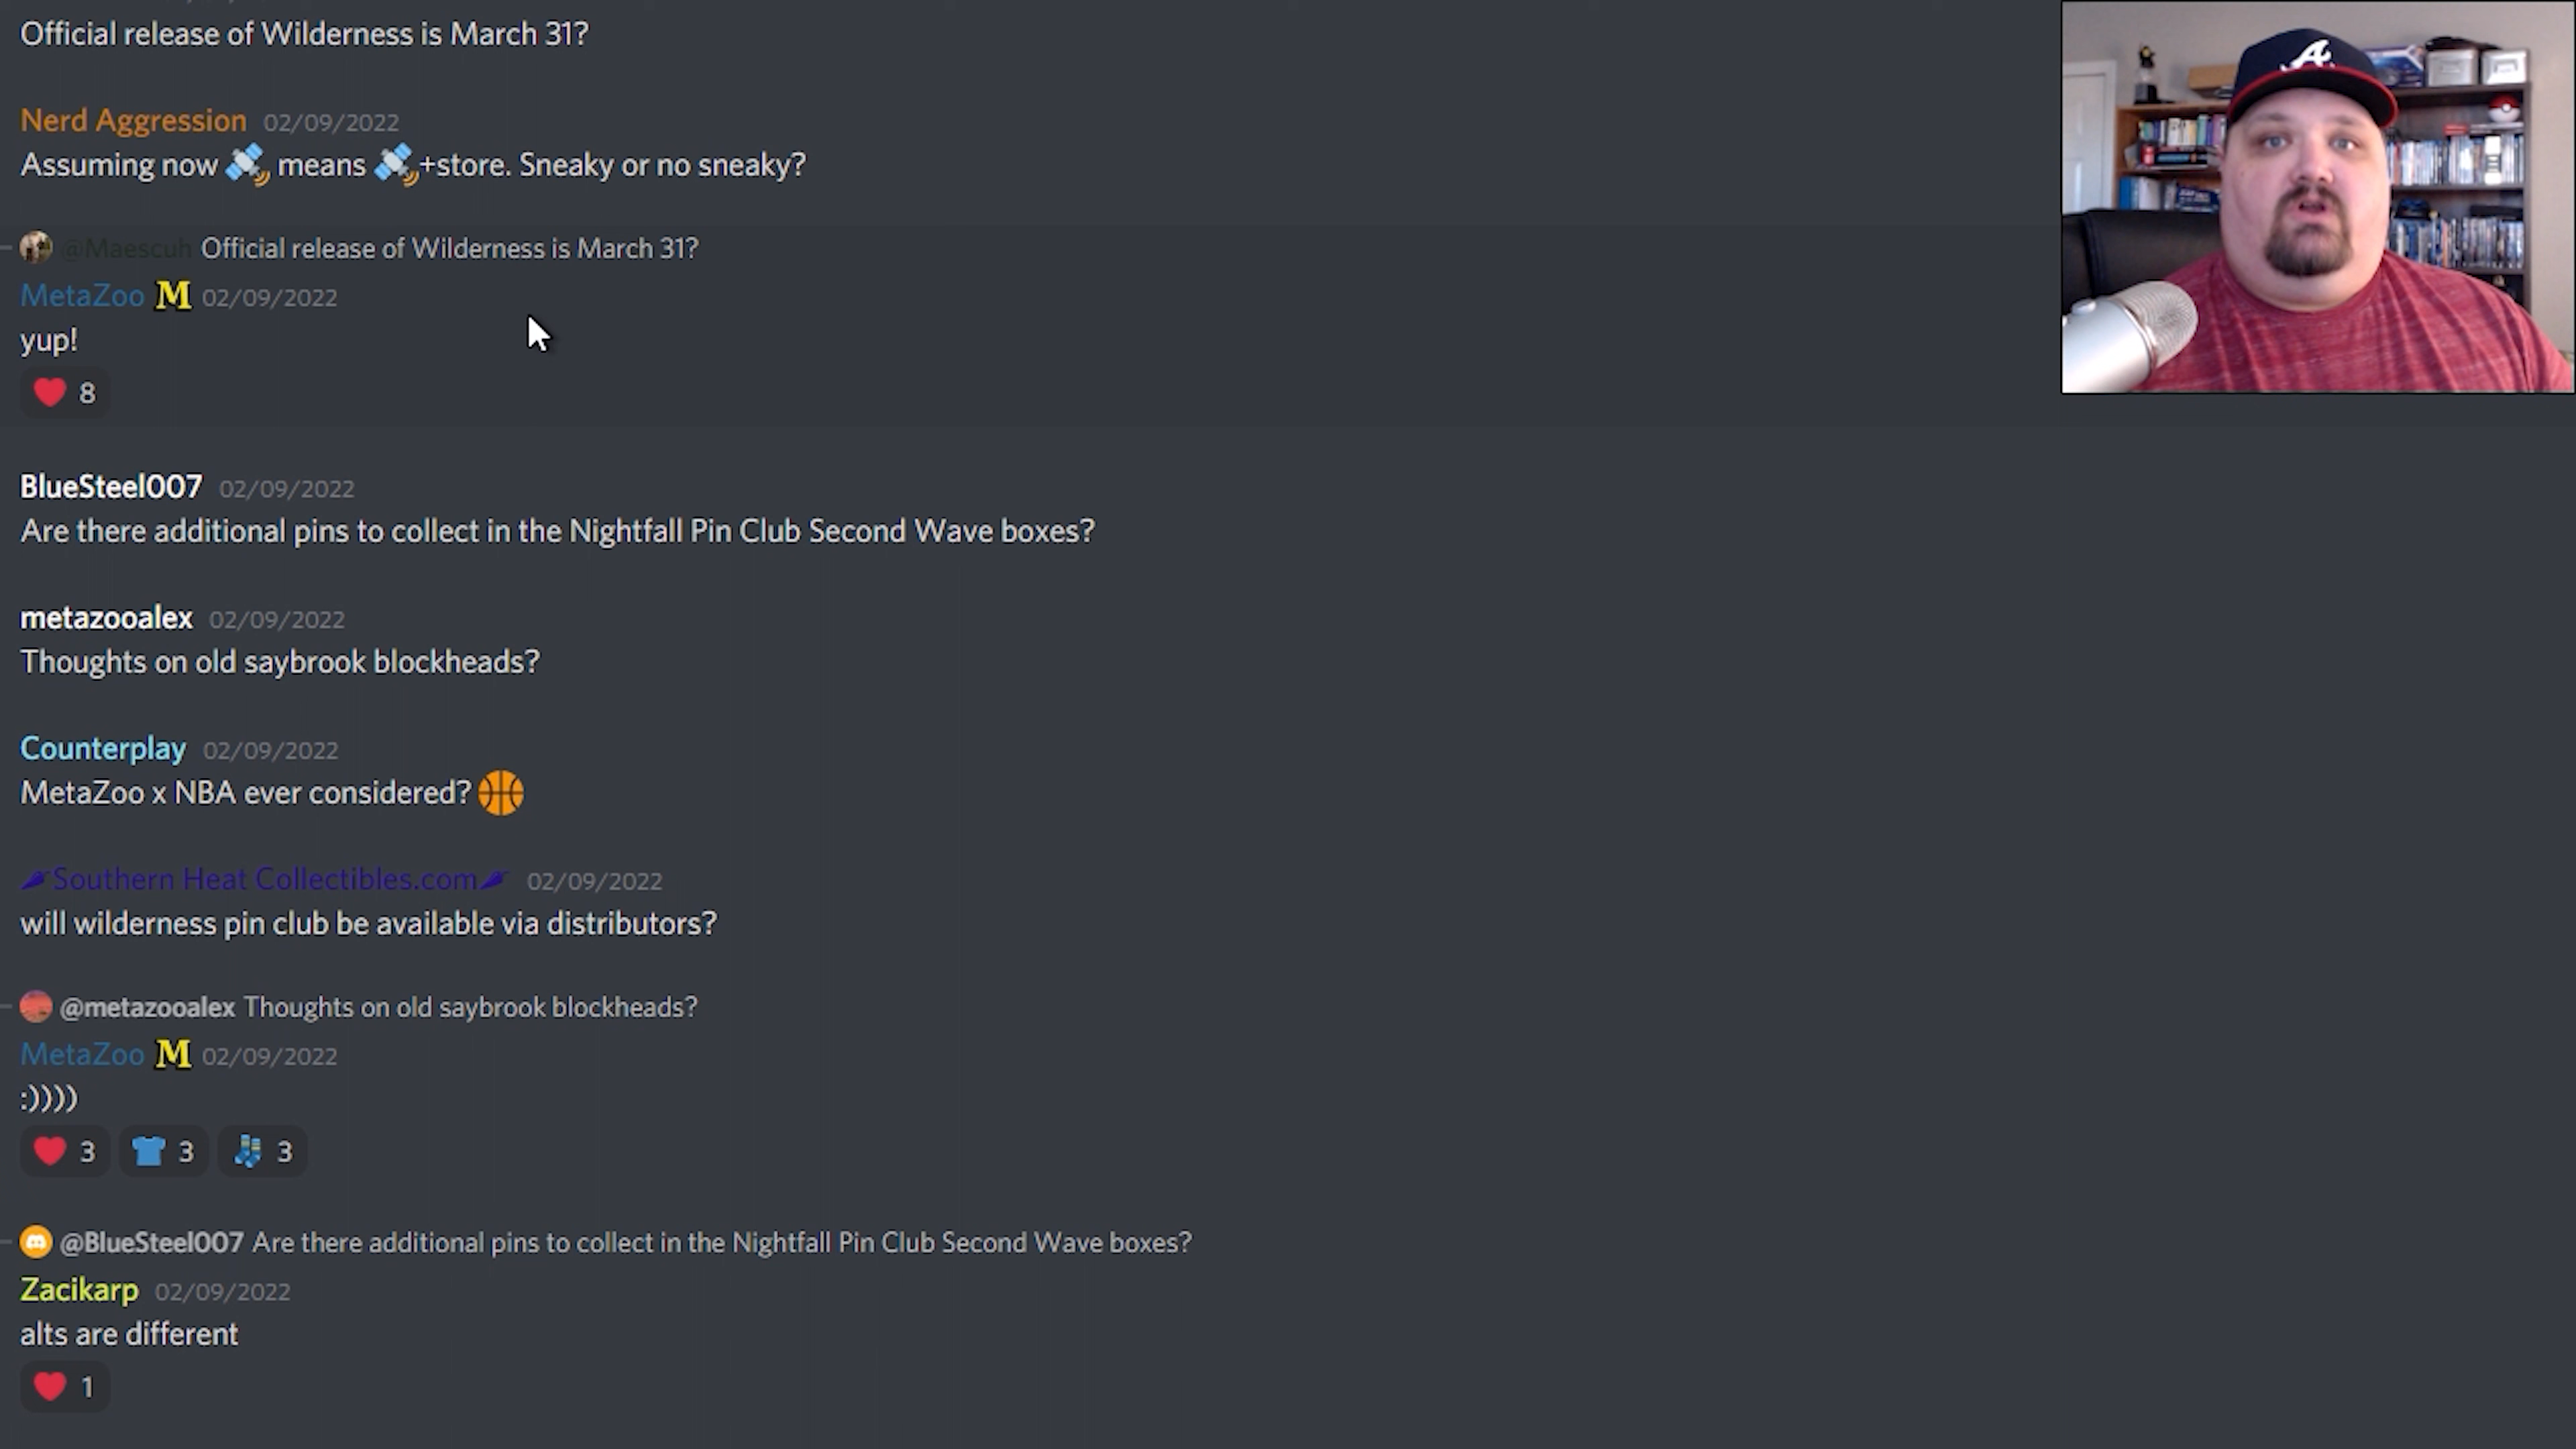 Official release of Wilderness is March 31?
Nerd Aggression 02/09/2022
Assuming now 🛰️ means 🛰️+store. Sneaky or no sneaky?
@Maescuh Official release of Wilderness is March 31?
MetaZoo M 02/09/2022
yup!
❤️ 8
BlueSteel007 02/09/2022
Are there additional pins to collect in the Nightfall Pin Club Second Wave boxes?
metazooalex 02/09/2022
Thoughts on old saybrook blockheads?
Counterplay 02/09/2022
MetaZoo x NBA ever considered? 🏀
🌶Southern Heat Collectibles.com🌶 02/09/2022
will wilderness pin club be available via distributors?
@metazooalex Thoughts on old saybrook blockheads?
MetaZoo M 02/09/2022
:))))
❤️ 3 👕 3 🧦 3
@BlueSteel007 Are there additional pins to collect in the Nightfall Pin Club Second Wave boxes?
Zacikarp 02/09/2022
alts are different
❤️ 1
A